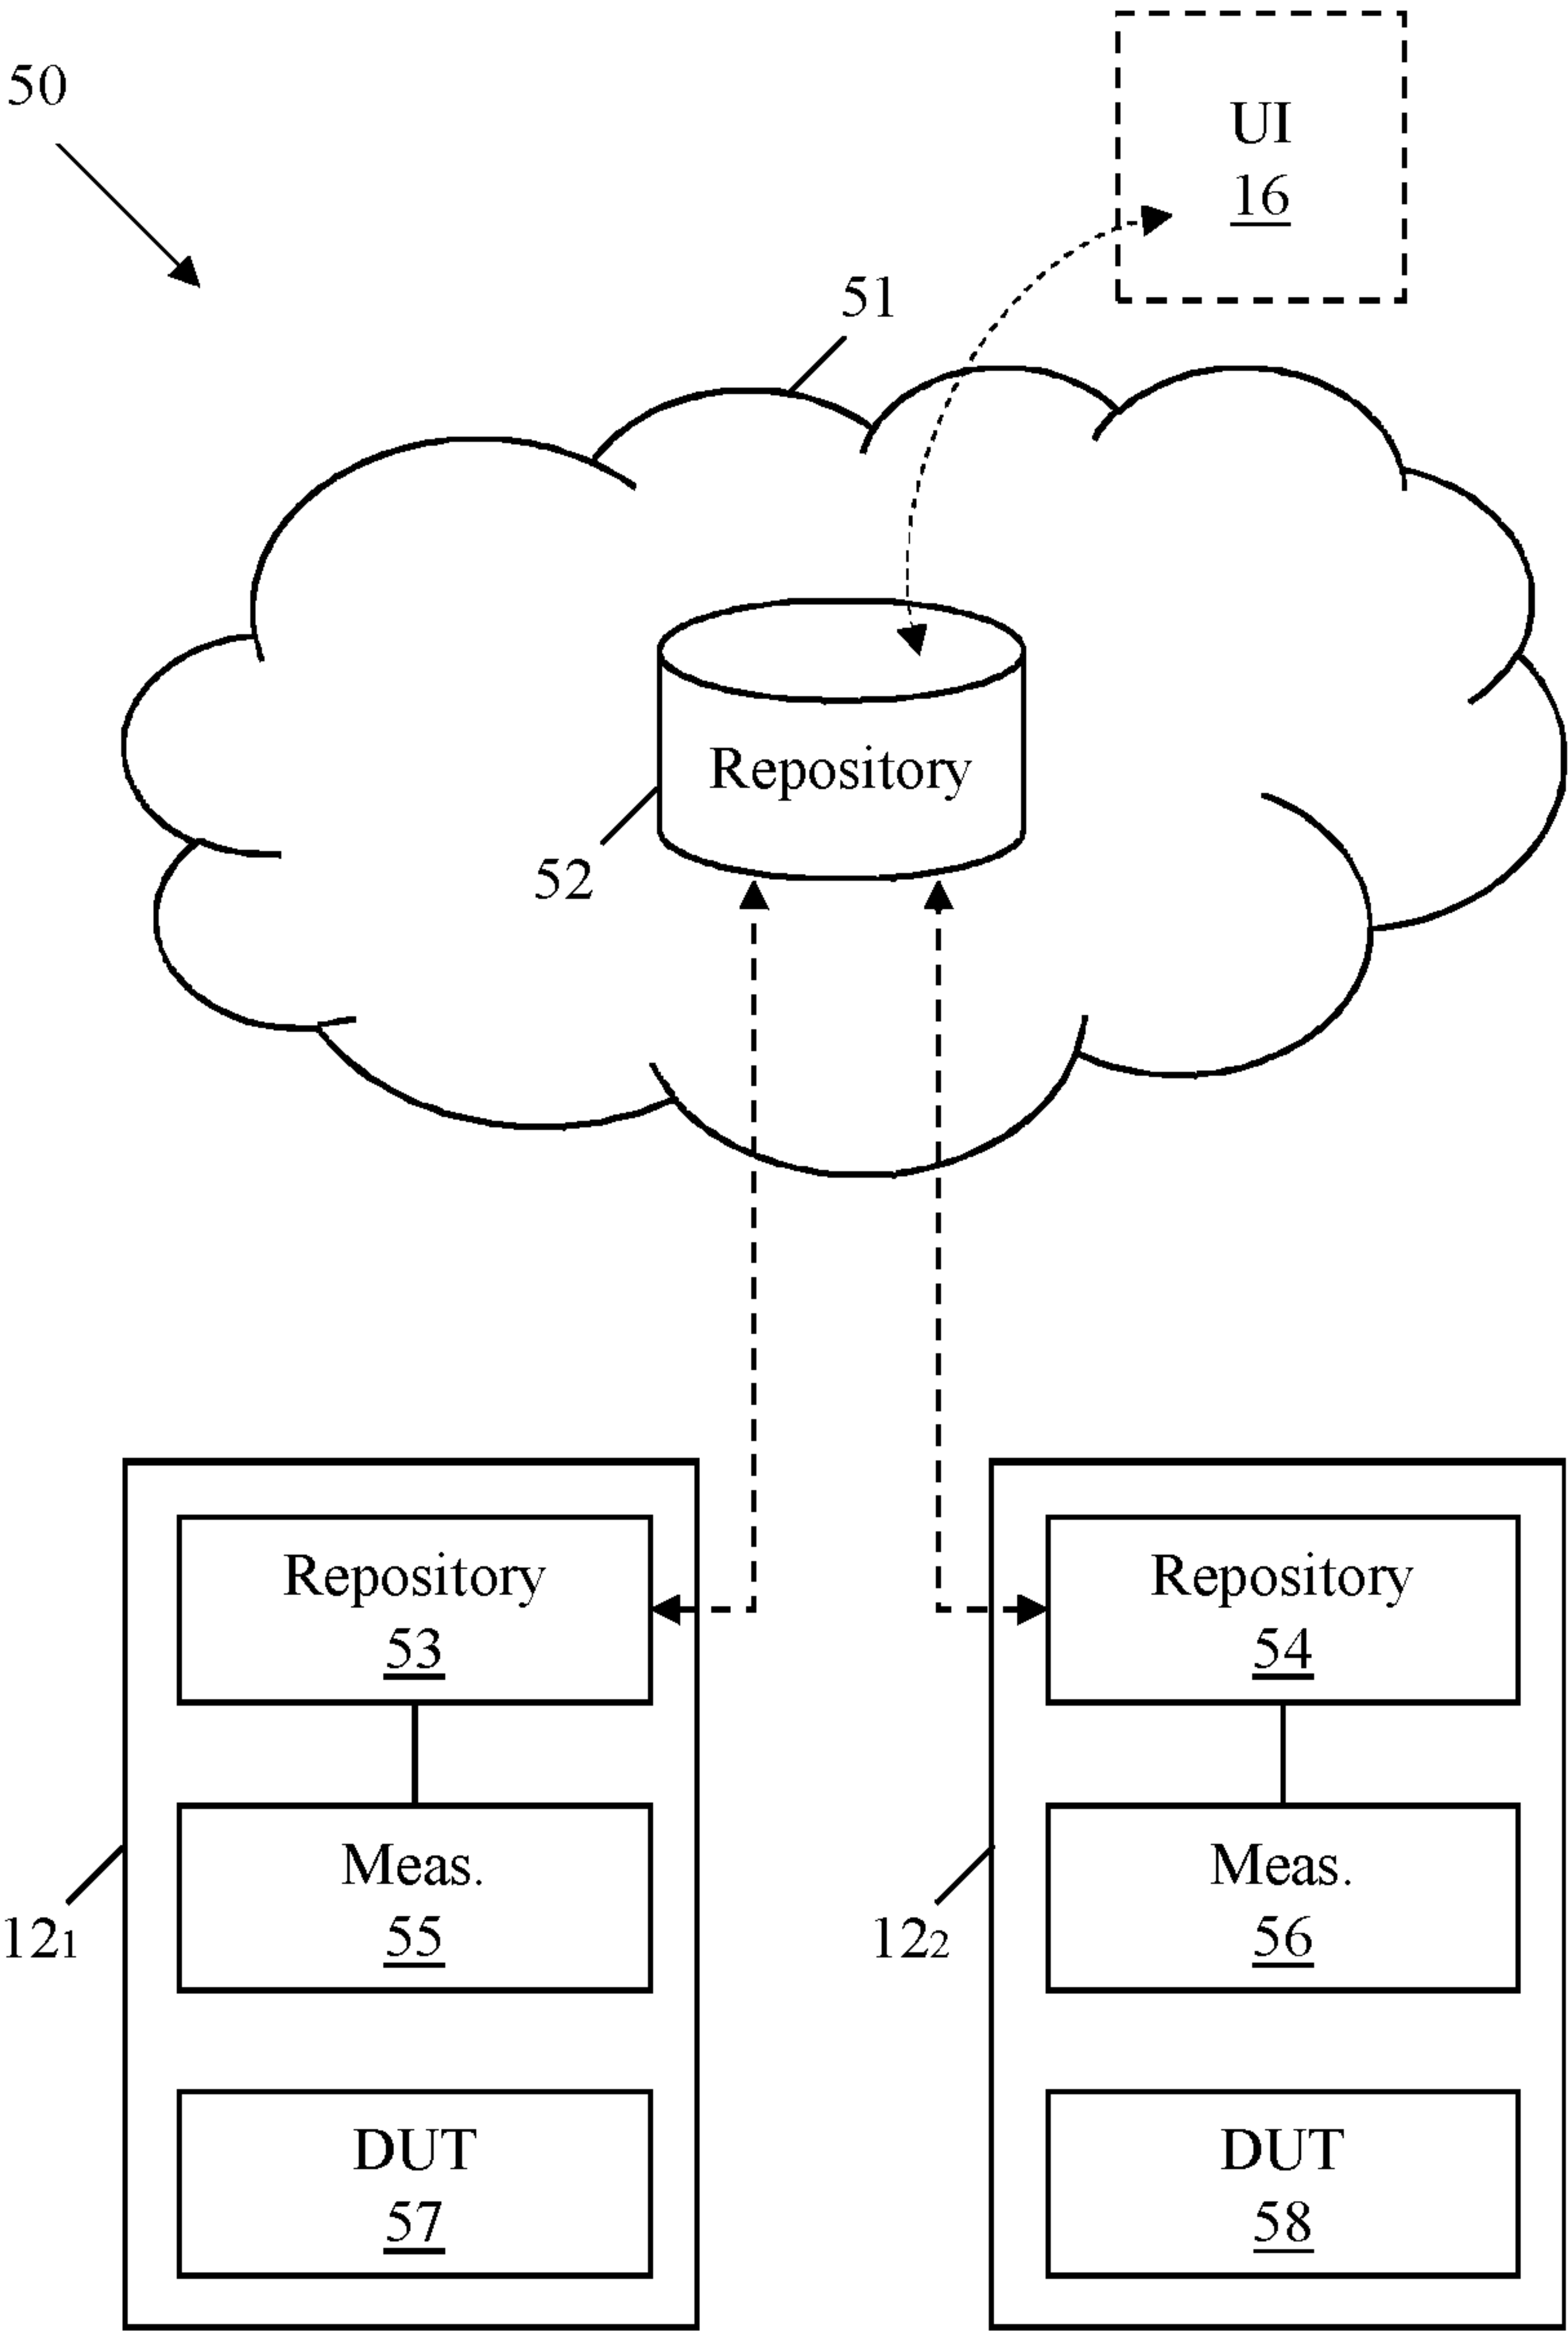 50
UI
16
51
Repository
52
Repository
53
Repository
54
Meas.
55
Meas.
56
12₁
12₂
DUT
57
DUT
58